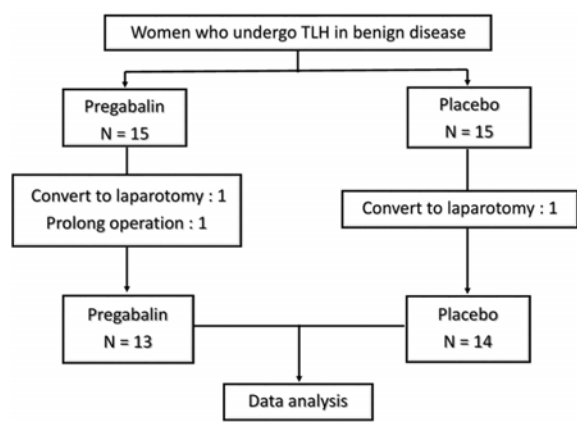 Women who undergo TLH in benign disease
Pregabalin
N = 15
Placebo
N = 15
Convert to laparotomy : 1
Prolong operation : 1
Convert to laparotomy : 1
Pregabalin
N = 13
Placebo
N = 14
Data analysis